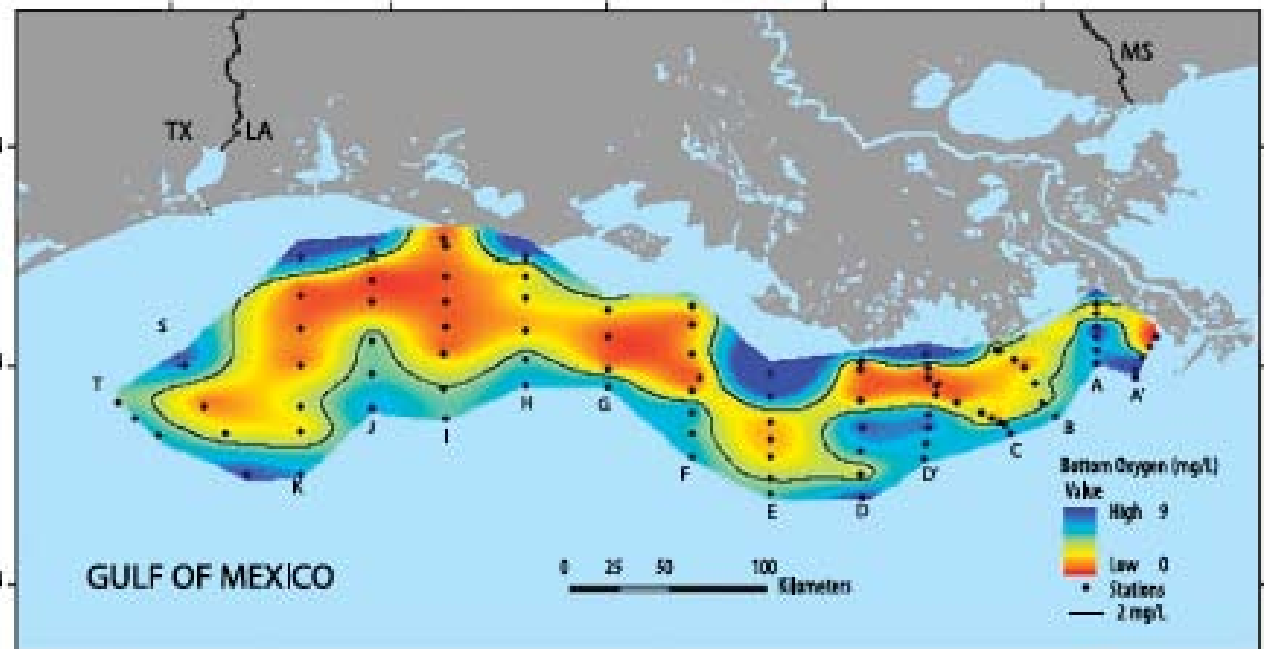 MS
TX LA
S
T
K
J
I
H
G
F
E
D
D'
C
B
A
A'
Bottom Oxygen (mg/L)
Value
High 9
Low 0
Stations
2 mg/L
GULF OF MEXICO
0 25 50 100
Kilometers